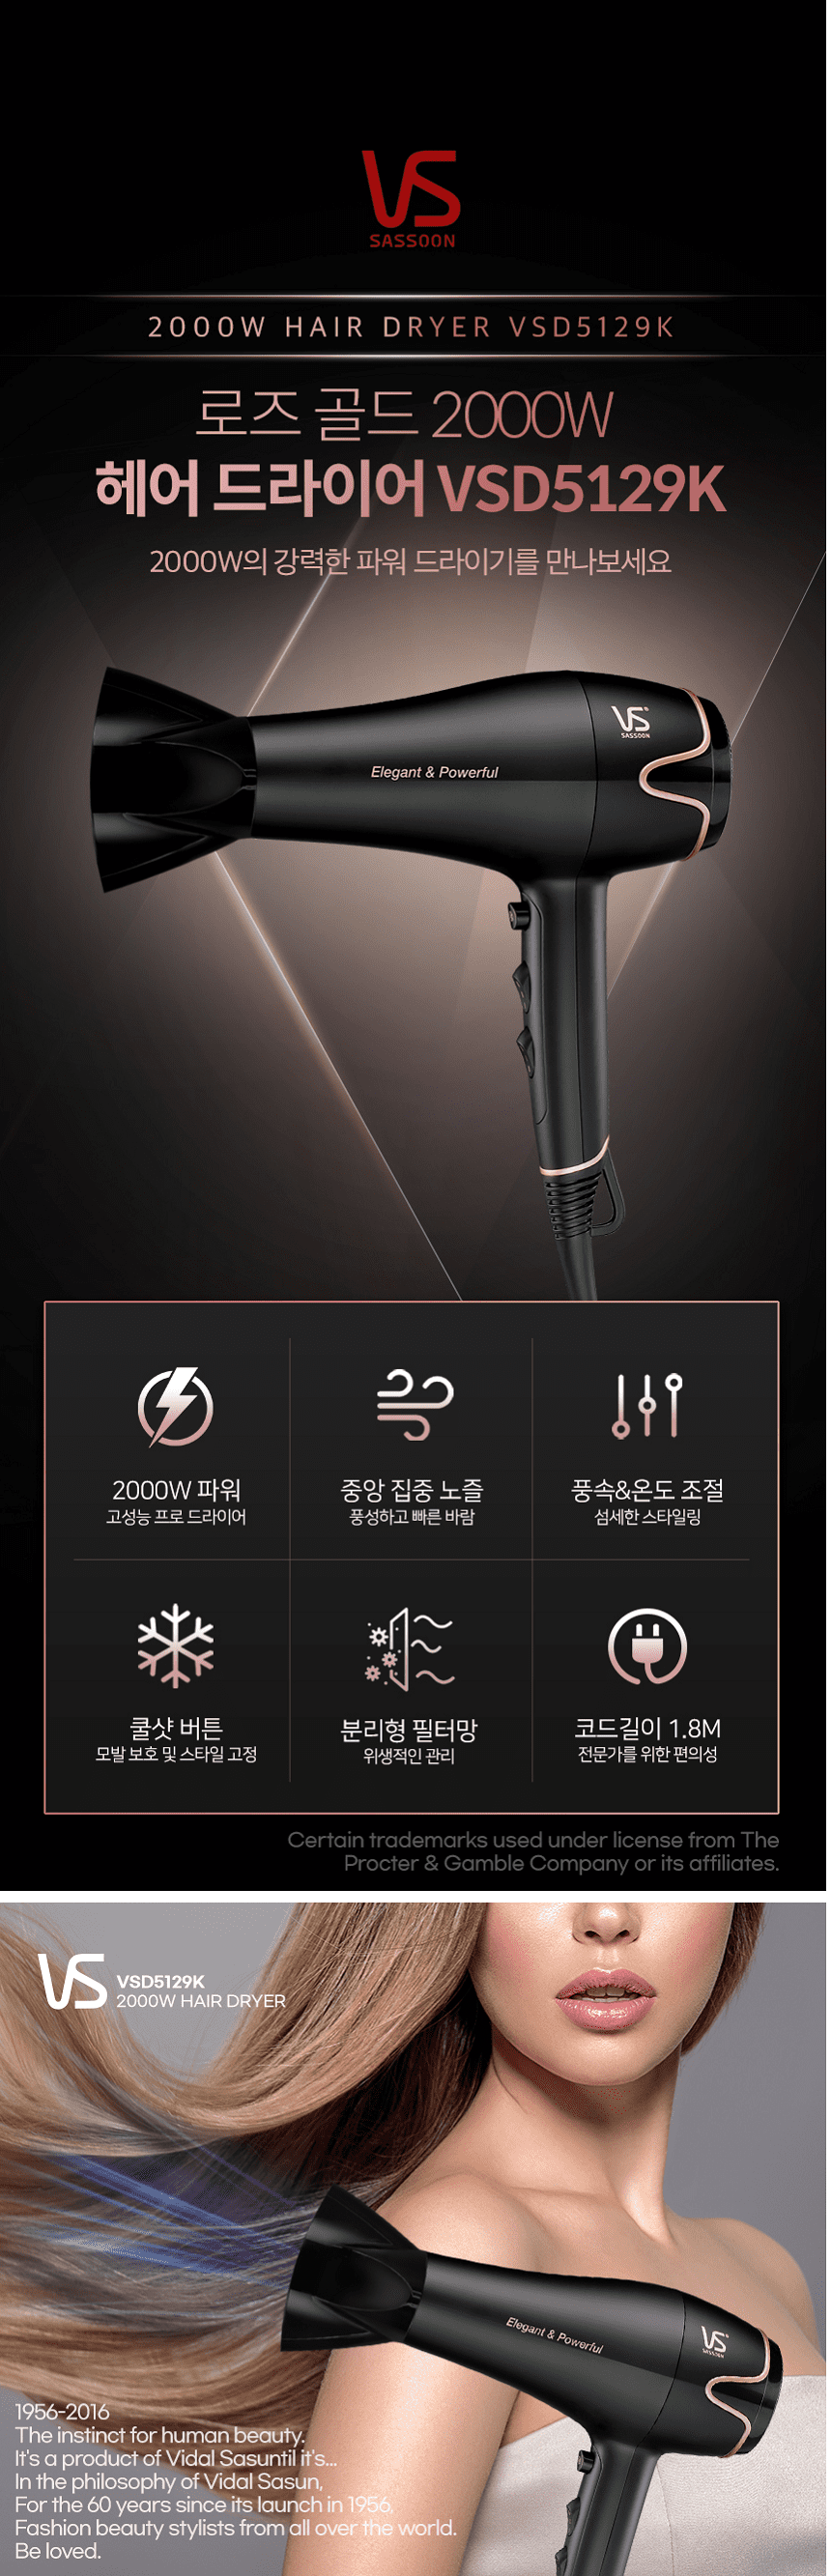 VS
SASSOON
2000W HAIR DRYER VSD5129K
로즈 골드 2000W
헤어 드라이어 VSD5129K
2000W의 강력한 파워 드라이기를 만나보세요
VS
SASSOON
Elegant & Powerful
2000W 파워
고성능 프로 드라이어
중앙 집중 노즐
풍성하고 빠른 바람
풍속&온도 조절
섬세한 스타일링
쿨샷 버튼
모발 보호 및 스타일 고정
분리형 필터망
위생적인 관리
코드길이 1.8M
전문가를 위한 편의성
Certain trademarks used under license from The
Procter & Gamble Company or its affiliates.
VS VSD5129K
2000W HAIR DRYER
Elegant & Powerful
VS
SASSOON
1956-2016
The instinct for human beauty.
It's a product of Vidal Sasuntil it's...
In the philosophy of Vidal Sasun,
For the 60 years since its launch in 1956,
Fashion beauty stylists from all over the world.
Be loved.